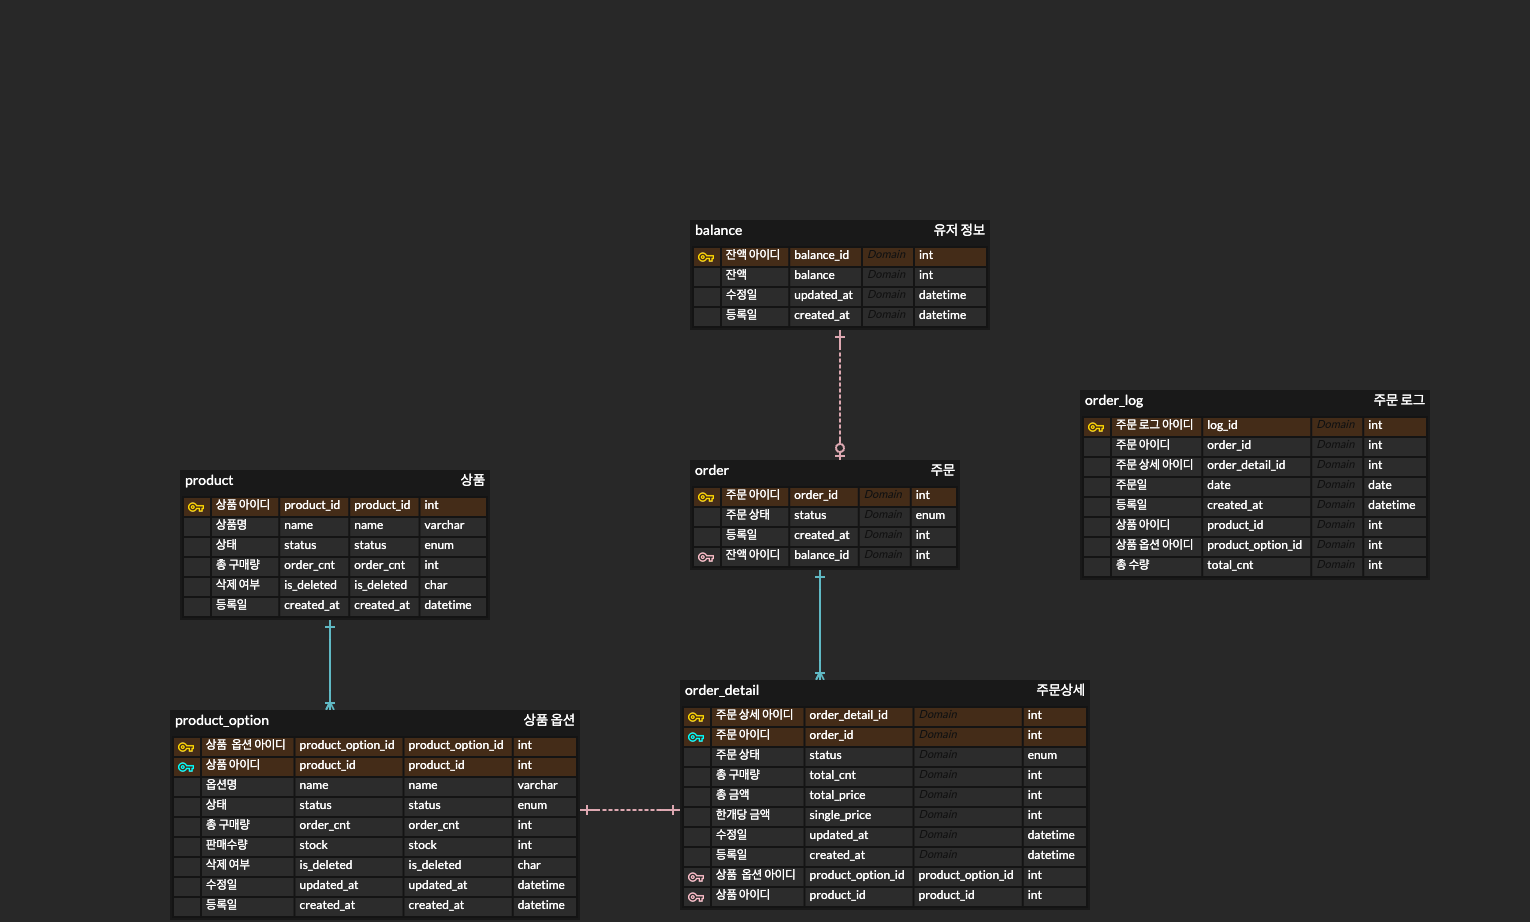 balance 유저 정보
잔액 아이디 balance_id Domain int
잔액 balance Domain int
수정일 updated_at Domain datetime
등록일 created_at Domain datetime
order_log 주문 로그
주문 로그 아이디 log_id Domain int
주문 아이디 order_id Domain int
주문 상세 아이디 order_detail_id Domain int
주문일 date Domain date
등록일 created_at Domain datetime
상품 아이디 product_id Domain int
상품 옵션 아이디 product_option_id Domain int
총 수량 total_cnt Domain int
order 주문
주문 아이디 order_id Domain int
주문 상태 status Domain enum
등록일 created_at Domain int
잔액 아이디 balance_id Domain int
product 상품
상품 아이디 product_id product_id int
상품명 name name varchar
상태 status status enum
총 구매량 order_cnt order_cnt int
삭제 여부 is_deleted is_deleted char
등록일 created_at created_at datetime
order_detail 주문상세
주문 상세 아이디 order_detail_id Domain int
주문 아이디 order_id Domain int
주문 상태 status Domain enum
총 구매량 total_cnt Domain int
총 금액 total_price Domain int
한개당 금액 single_price Domain int
수정일 updated_at Domain datetime
등록일 created_at Domain datetime
상품 옵션 아이디 product_option_id product_option_id int
상품 아이디 product_id product_id int
product_option 상품 옵션
상품 옵션 아이디 product_option_id product_option_id int
상품 아이디 product_id product_id int
옵션명 name name varchar
상태 status status enum
총 구매량 order_cnt order_cnt int
판매수량 stock stock int
삭제 여부 is_deleted is_deleted char
수정일 updated_at updated_at datetime
등록일 created_at created_at datetime